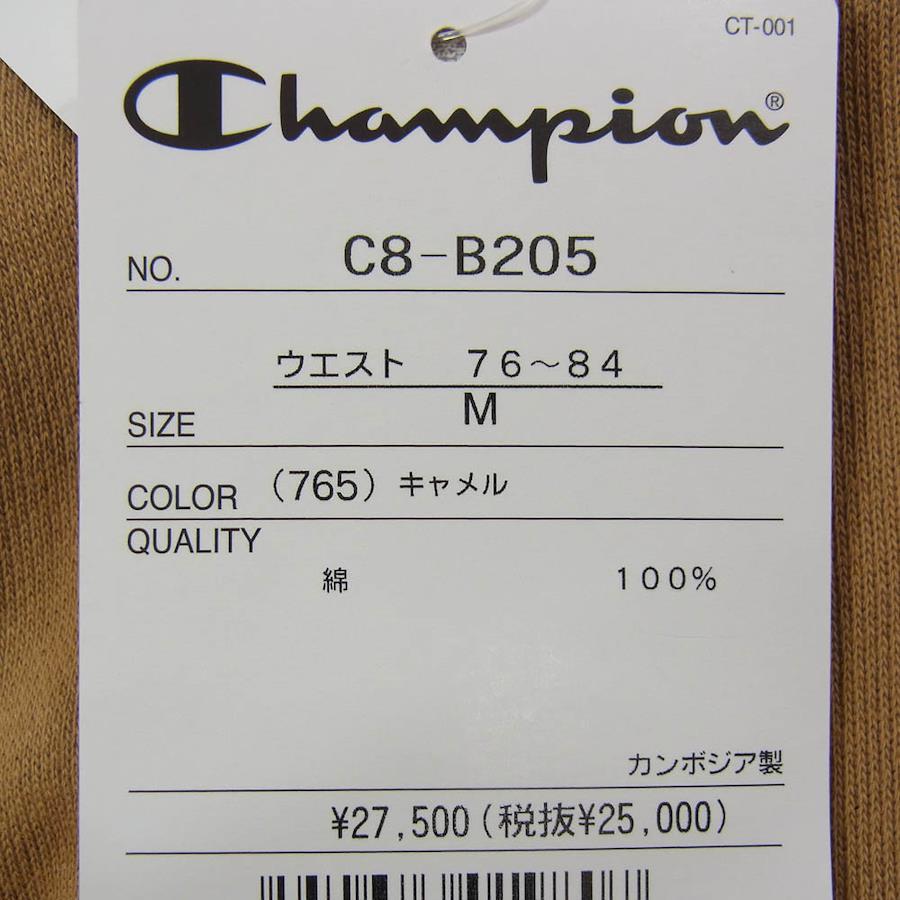 CT-001
Champion®
NO. C8-B205
ウエスト 76〜84
SIZE M
COLOR (765) キャメル
QUALITY
綿 100%
カンボジア製
¥27,500(税抜¥25,000)